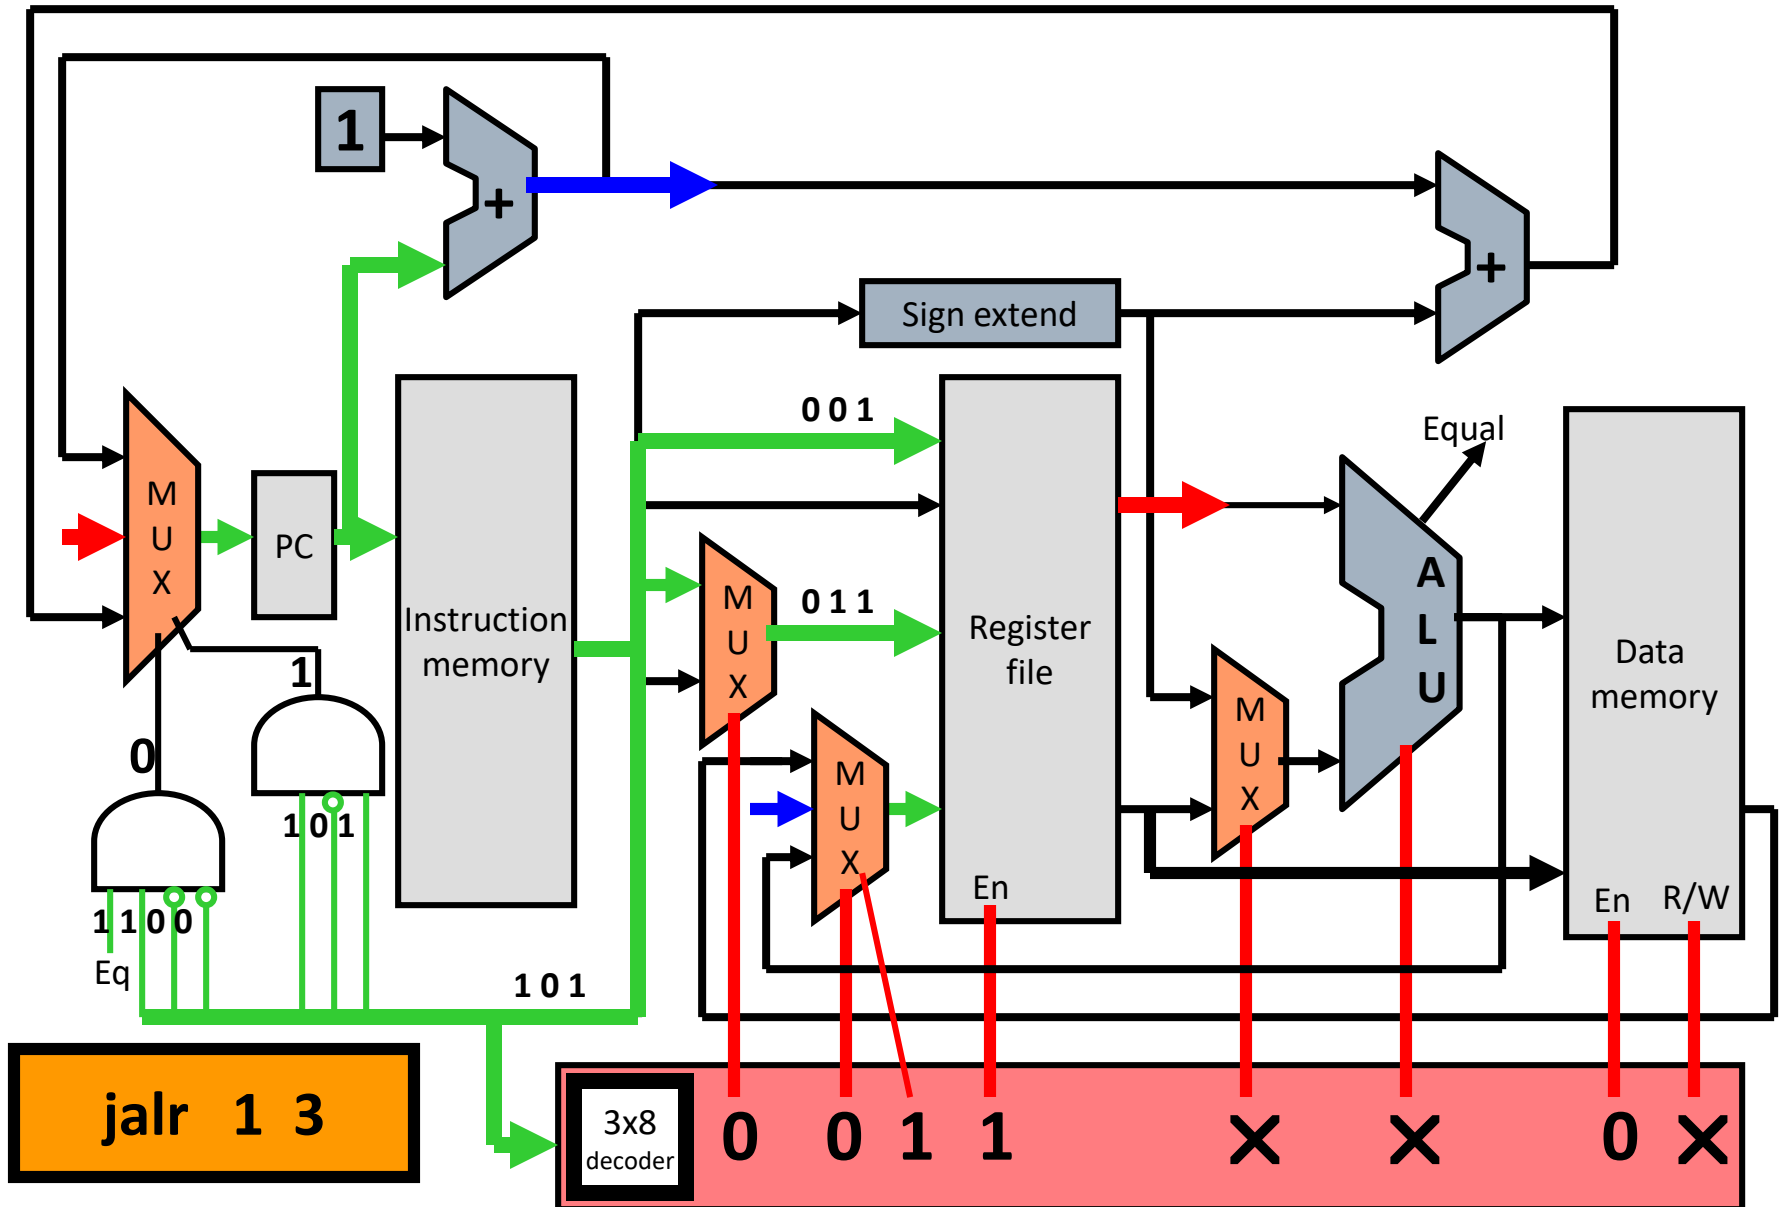 1
+
+
Sign extend
0 0 1
Equal
M
U
X
PC
Instruction
memory
M
U
X
0 1 1
Register
file
A
L
U
Data
memory
1
0
M
U
X
M
U
X
1 0 1
En
En
R/W
1 1 0 0
Eq
1 0 1
jalr 1 3
3x8
decoder
0
0
1
1
X
X
0
X